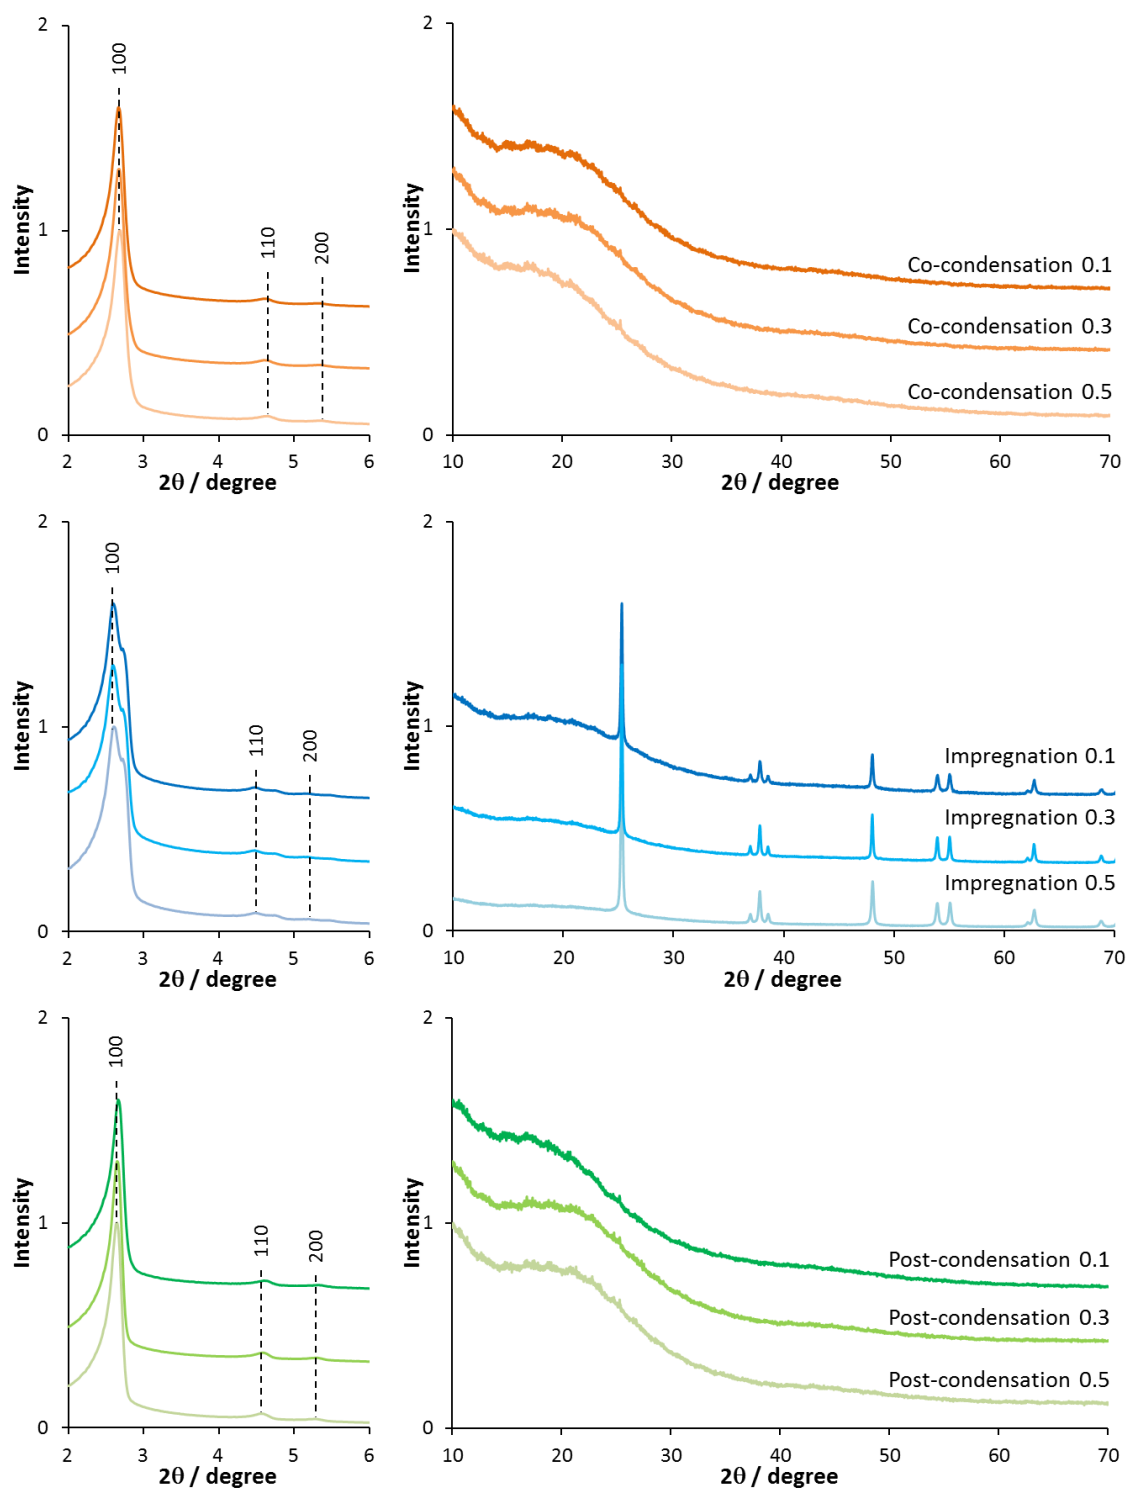 2
1
0
Intensity
100
110
200
2 3 4 5 6
2θ / degree
2
1
0
Intensity
Co-condensation 0.1
Co-condensation 0.3
Co-condensation 0.5
10 20 30 40 50 60 70
2θ / degree
2
1
0
Intensity
100
110
200
2 3 4 5 6
2θ / degree
2
1
0
Intensity
Impregnation 0.1
Impregnation 0.3
Impregnation 0.5
10 20 30 40 50 60 70
2θ / degree
2
1
0
Intensity
100
110
200
2 3 4 5 6
2θ / degree
2
1
0
Intensity
Post-condensation 0.1
Post-condensation 0.3
Post-condensation 0.5
10 20 30 40 50 60 70
2θ / degree